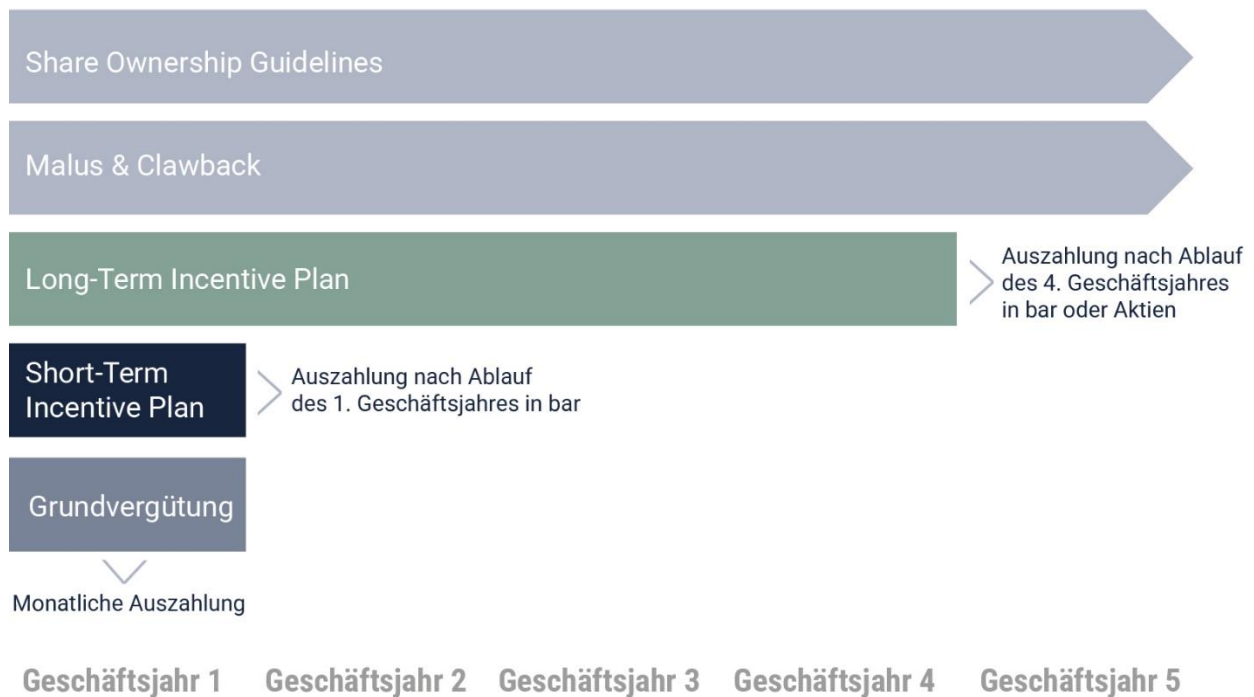 Share Ownership Guidelines
Malus & Clawback
Long-Term Incentive Plan
Auszahlung nach Ablauf
des 4. Geschäftsjahres
in bar oder Aktien
Short-Term
Incentive Plan
Auszahlung nach Ablauf
des 1. Geschäftsjahres in bar
Grundvergütung
Monatliche Auszahlung
Geschäftsjahr 1 Geschäftsjahr 2 Geschäftsjahr 3 Geschäftsjahr 4 Geschäftsjahr 5